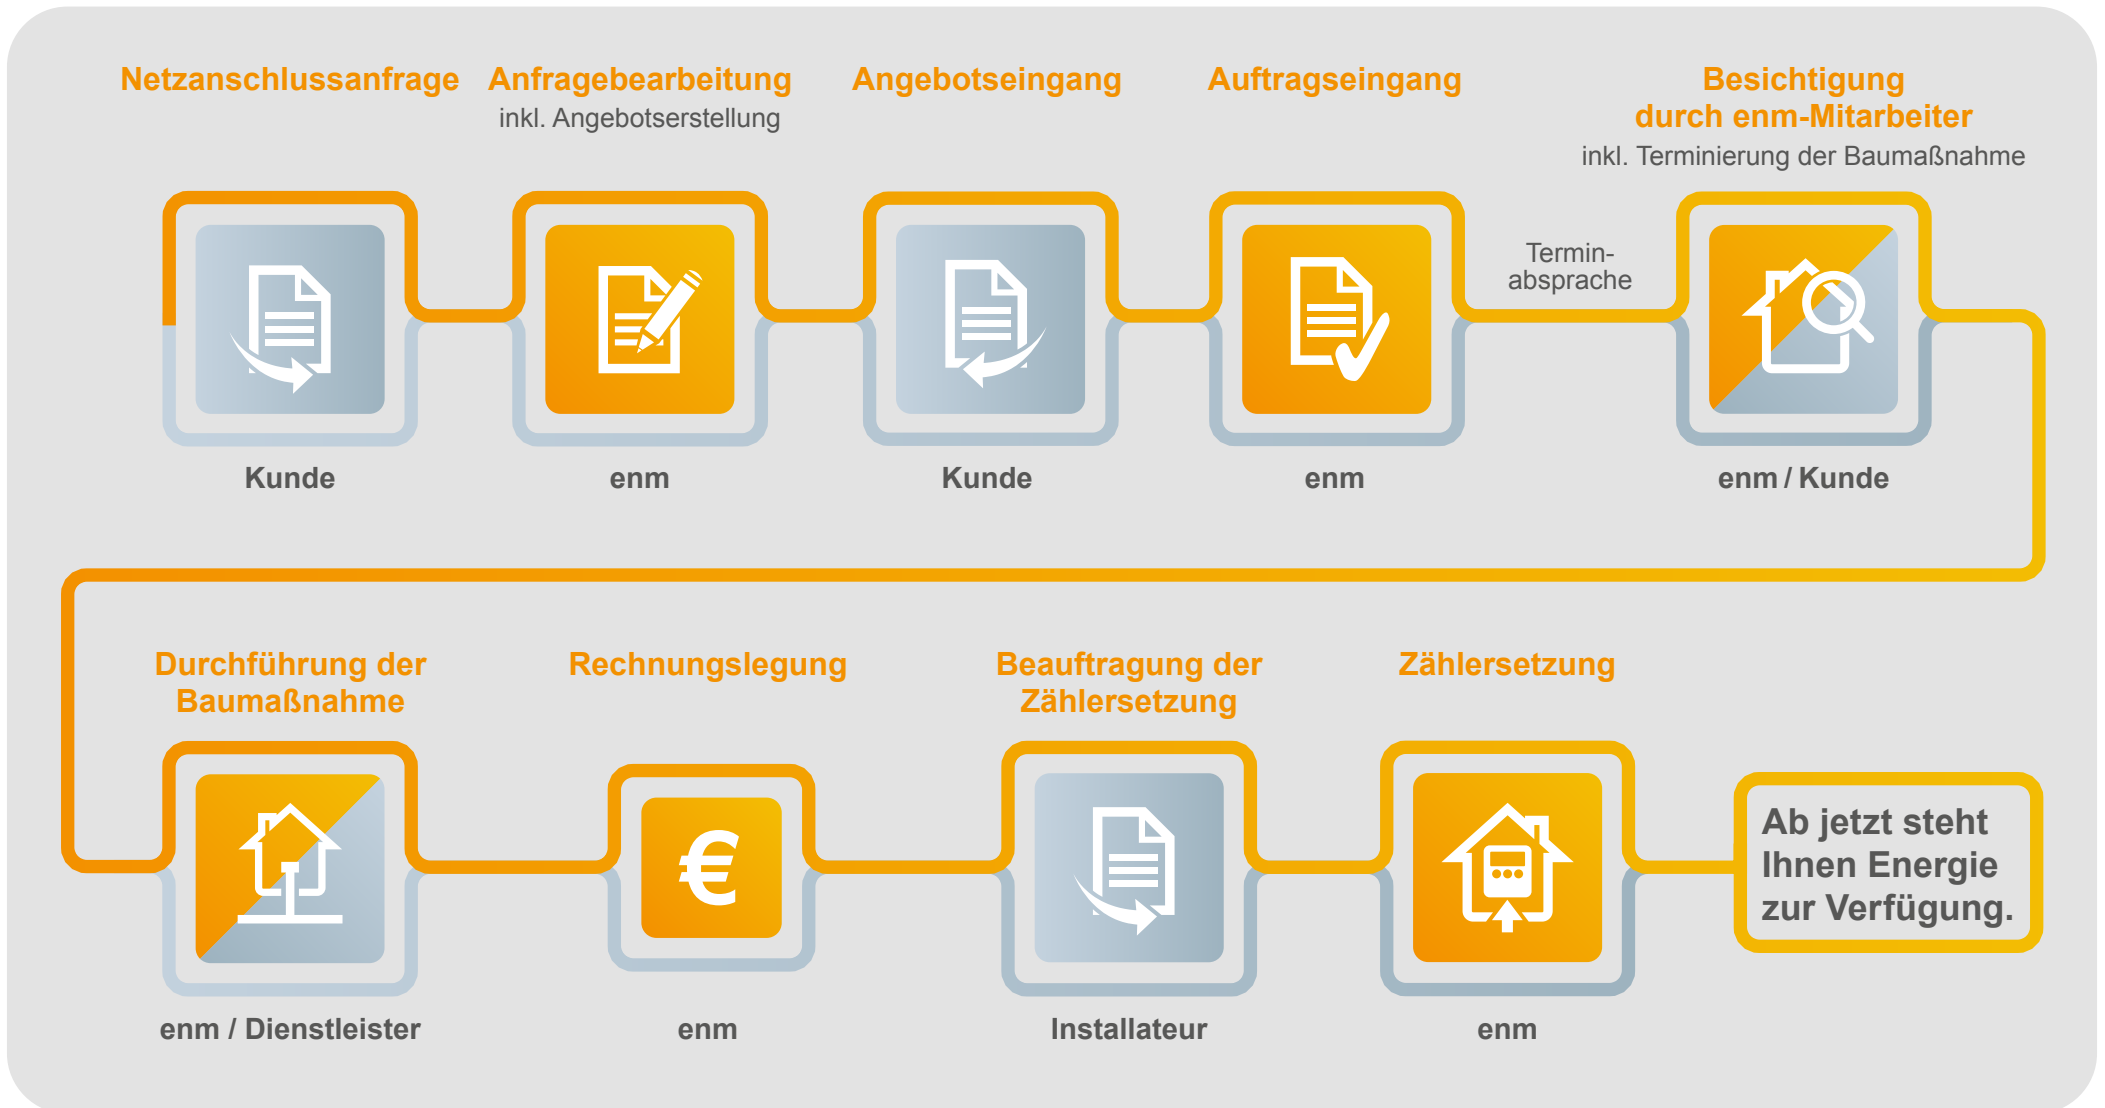 Netzanschlussanfrage
Anfragebearbeitung
inkl. Angebotserstellung
Angebotseingang
Auftragseingang
Besichtigung
durch enm-Mitarbeiter
inkl. Terminierung der Baumaßnahme
Termin-
absprache
Kunde
enm
Kunde
enm
enm / Kunde
Durchführung der
Baumaßnahme
Rechnungslegung
Beauftragung der
Zählersetzung
Zählersetzung
€
Ab jetzt steht
Ihnen Energie
zur Verfügung.
enm / Dienstleister
enm
Installateur
enm